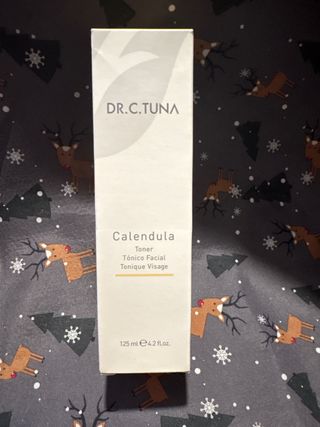 DR.C.TUNA
Calendula
Toner
Tónico Facial
Tonique Visage
125 ml ℮ 4.2 fl.oz.